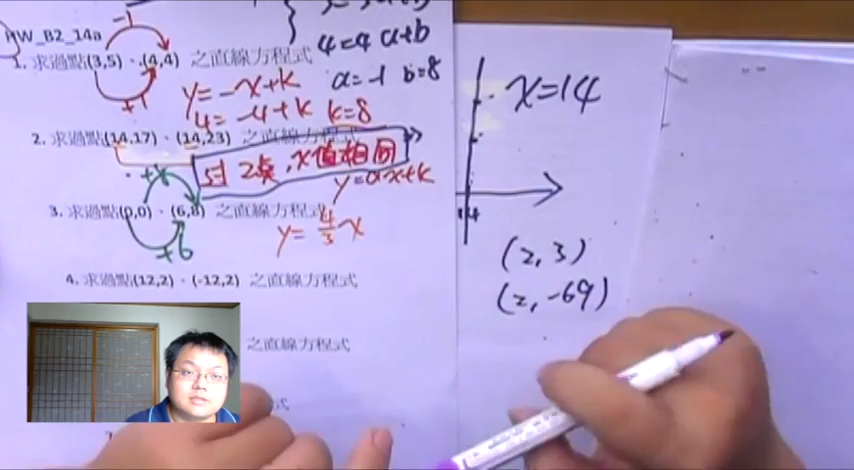 HW_B2_14a
4=4a+b
1. 求過點(3,5)、(4,4) 之直線方程式
-1
+1
a=-1 b=8
y=-x+k
4=-4+k k=8
x=14
2. 求過點(14,17)、(14,23) 之直線方程式
2點,x值相同
y=ax+k
3. 求過點(0,0)、(6,8) 之直線方程式
+6
y=4/3x
14
(2,3)
(2,-69)
4. 求過點(12,2)、(-12,2) 之直線方程式
之直線方程式